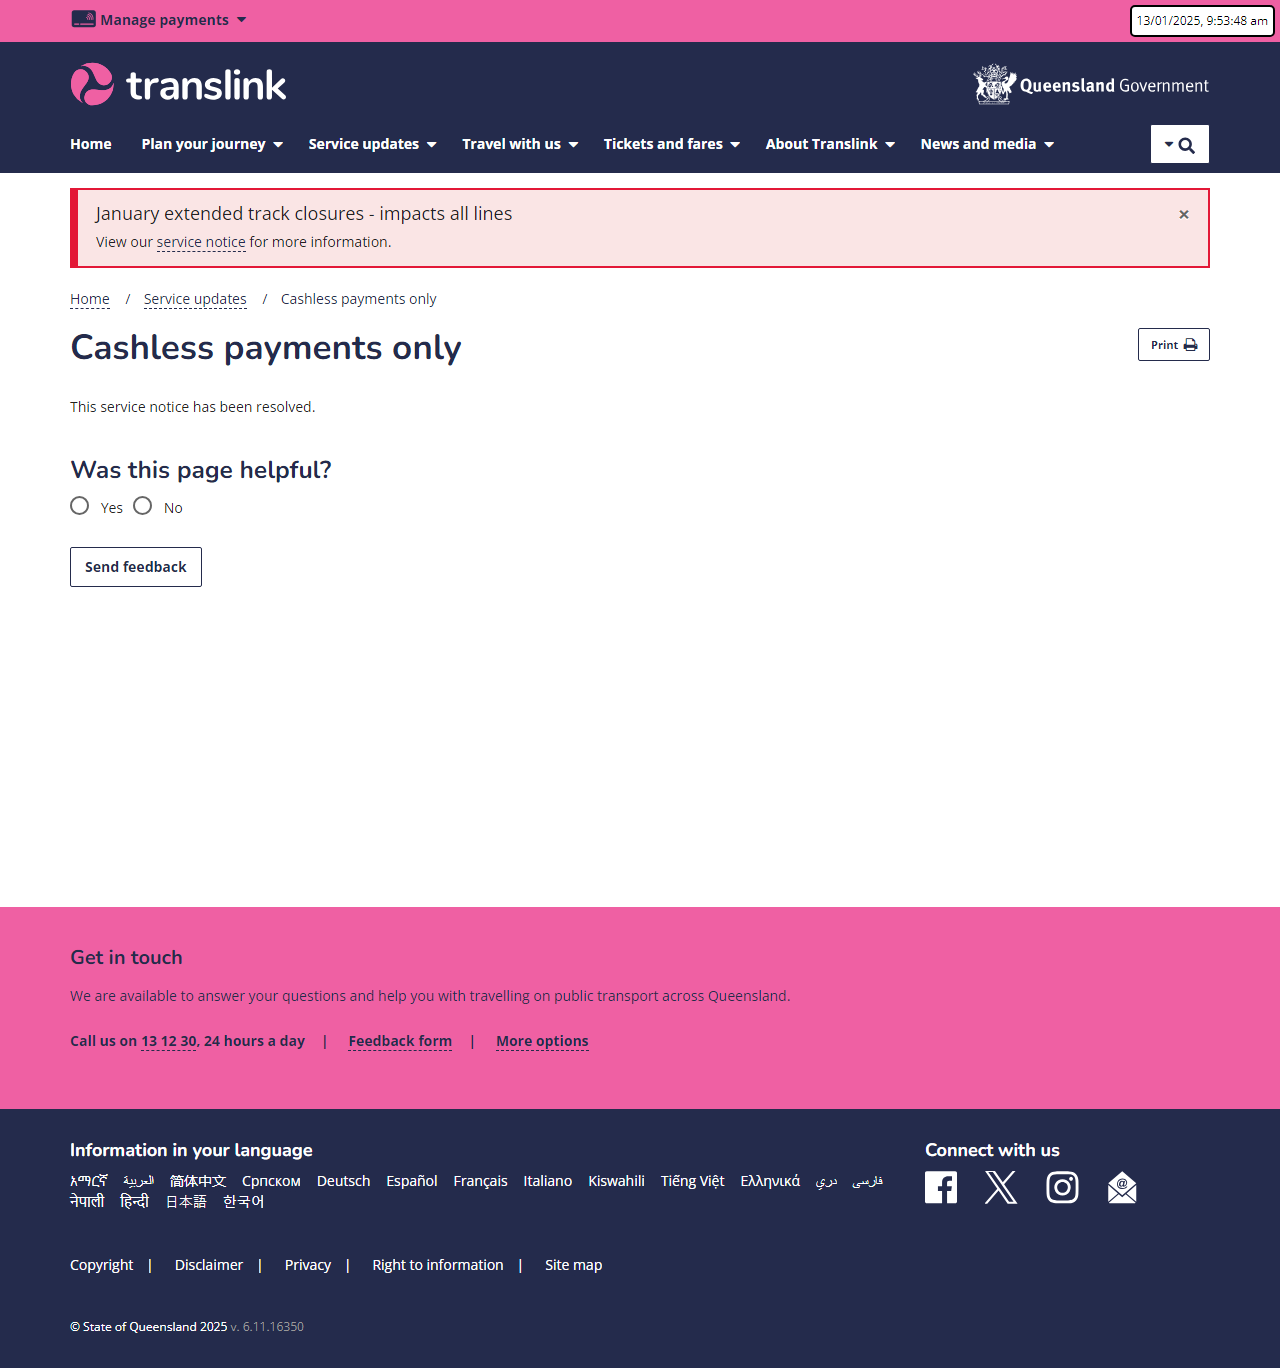 Manage payments
13/01/2025, 9:53:48 am
translink
Queensland Government
Home Plan your journey Service updates Travel with us Tickets and fares About Translink News and media
January extended track closures - impacts all lines
×
View our service notice for more information.
Home / Service updates / Cashless payments only
Cashless payments only
Print
This service notice has been resolved.
Was this page helpful?
Yes No
Send feedback
Get in touch
We are available to answer your questions and help you with travelling on public transport across Queensland.
Call us on 13 12 30, 24 hours a day | Feedback form | More options
Information in your language
አማርኛ العربية 简体中文 Српском Deutsch Español Français Italiano Kiswahili Tiếng Việt Ελληνικά دري فارسی
नेपाली हिन्दी 日本語 한국어
Connect with us
Copyright | Disclaimer | Privacy | Right to information | Site map
© State of Queensland 2025 v. 6.11.16350